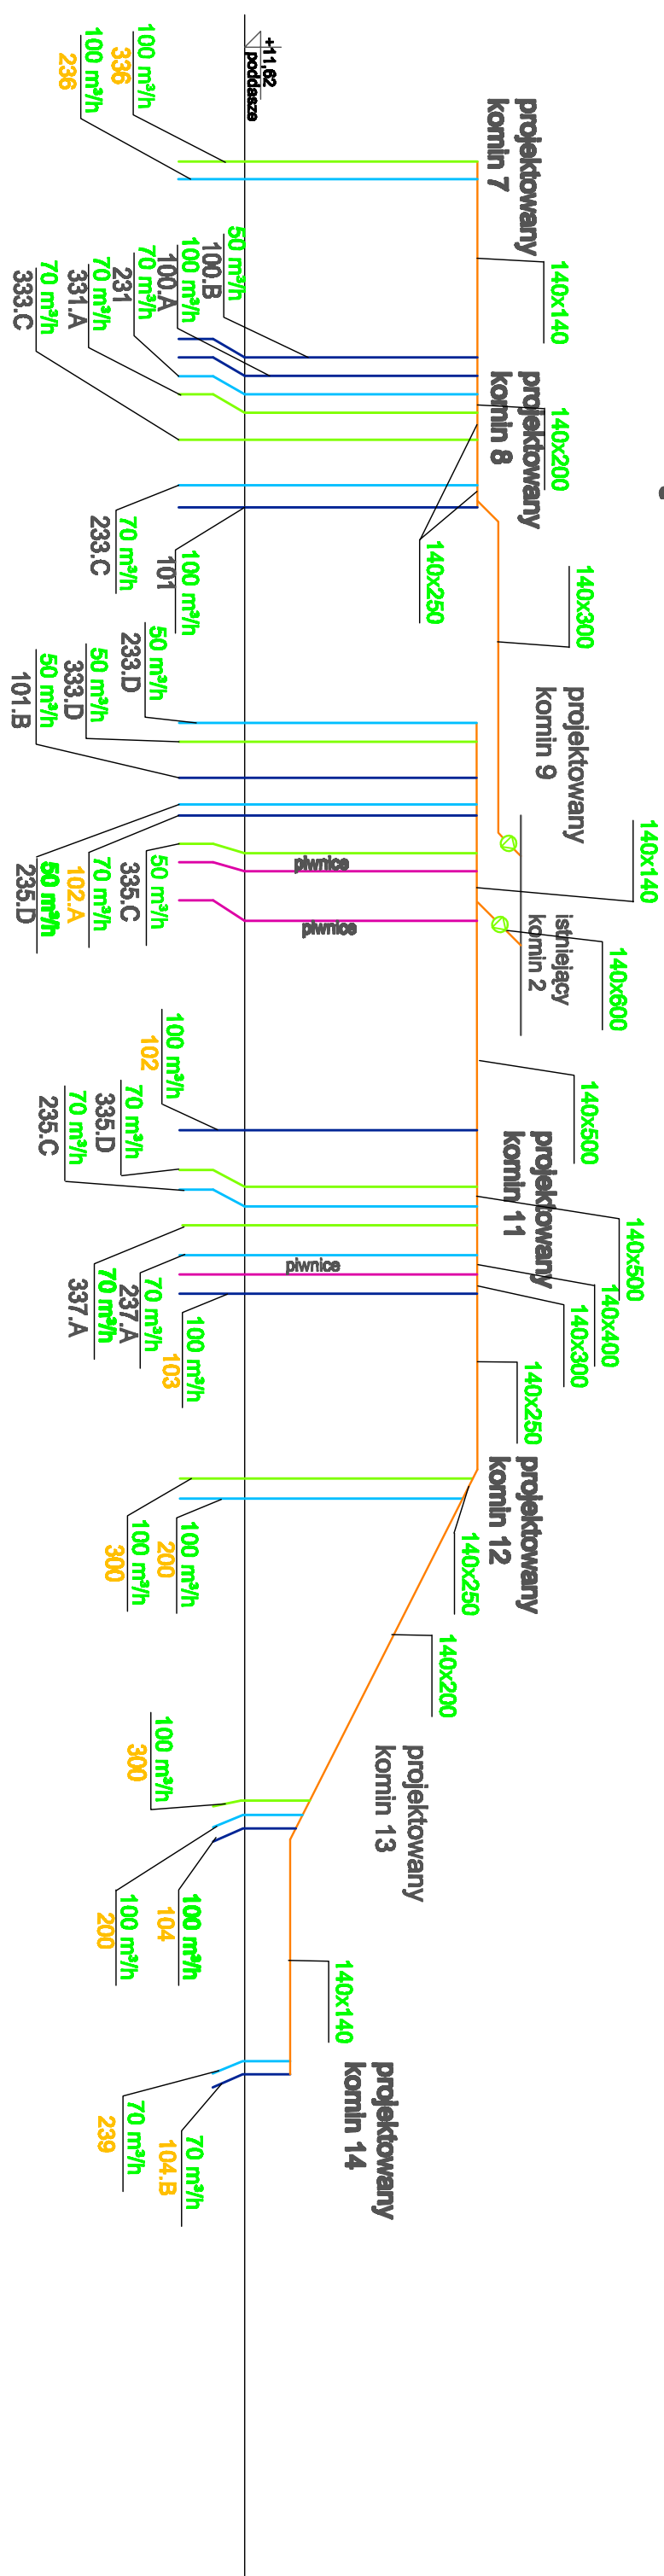 +11,62
poddasze
100 m³/h
336
100 m³/h
236
projektowany
komin 7
140x140
50 m³/h
100.B
100 m³/h
100.A
70 m³/h
231
70 m³/h
331.A
70 m³/h
333.C
projektowany
komin 8
140x200
140x250
70 m³/h
233.C
100 m³/h
101
140x300
50 m³/h
233.D
50 m³/h
333.D
50 m³/h
101.B
projektowany
komin 9
140x140
50 m³/h
235.D
70 m³/h
102.A
50 m³/h
335.C
piwnice
piwnice
istniejący
komin 2
140x600
140x500
100 m³/h
102
70 m³/h
335.D
70 m³/h
235.C
projektowany
komin 11
140x500
140x400
140x300
70 m³/h
337.A
70 m³/h
237.A
piwnice
100 m³/h
103
140x250
projektowany
komin 12
140x250
100 m³/h
300
100 m³/h
200
140x200
projektowany
komin 13
100 m³/h
300
100 m³/h
200
100 m³/h
104
140x140
projektowany
komin 14
70 m³/h
239
70 m³/h
104.B